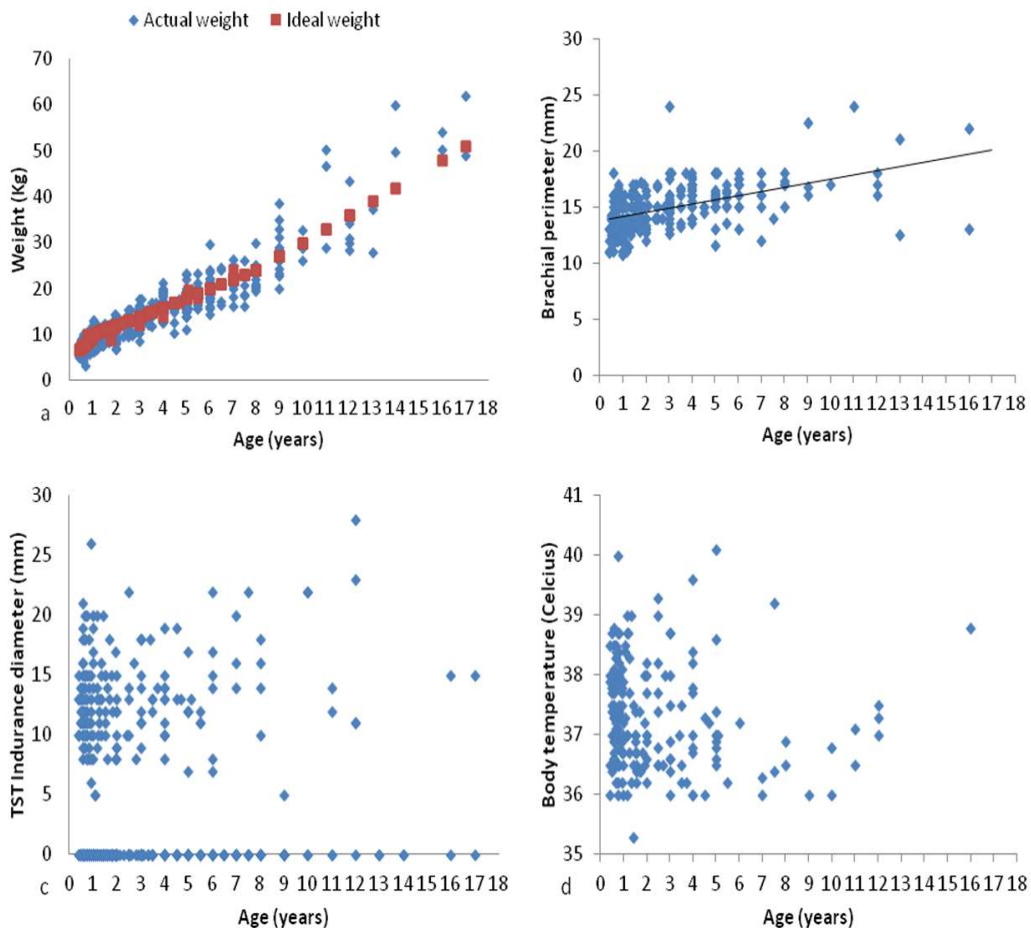 Actual weight Ideal weight
70
60
50
40
30
20
10
0
Weight (Kg)
0 1 2 3 4 5 6 7 8 9 10 11 12 13 14 15 16 17 18
a
Age (years)
30
25
20
15
10
5
0
Brachial perimeter (mm)
0 1 2 3 4 5 6 7 8 9 10 11 12 13 14 15 16 17 18
Age (years)
30
25
20
15
10
5
0
TST Indurance diameter (mm)
0 1 2 3 4 5 6 7 8 9 10 11 12 13 14 15 16 17 18
c
Age (years)
41
40
39
38
37
36
35
Body temperature (Celcius)
0 1 2 3 4 5 6 7 8 9 10 11 12 13 14 15 16 17 18
d
Age (years)